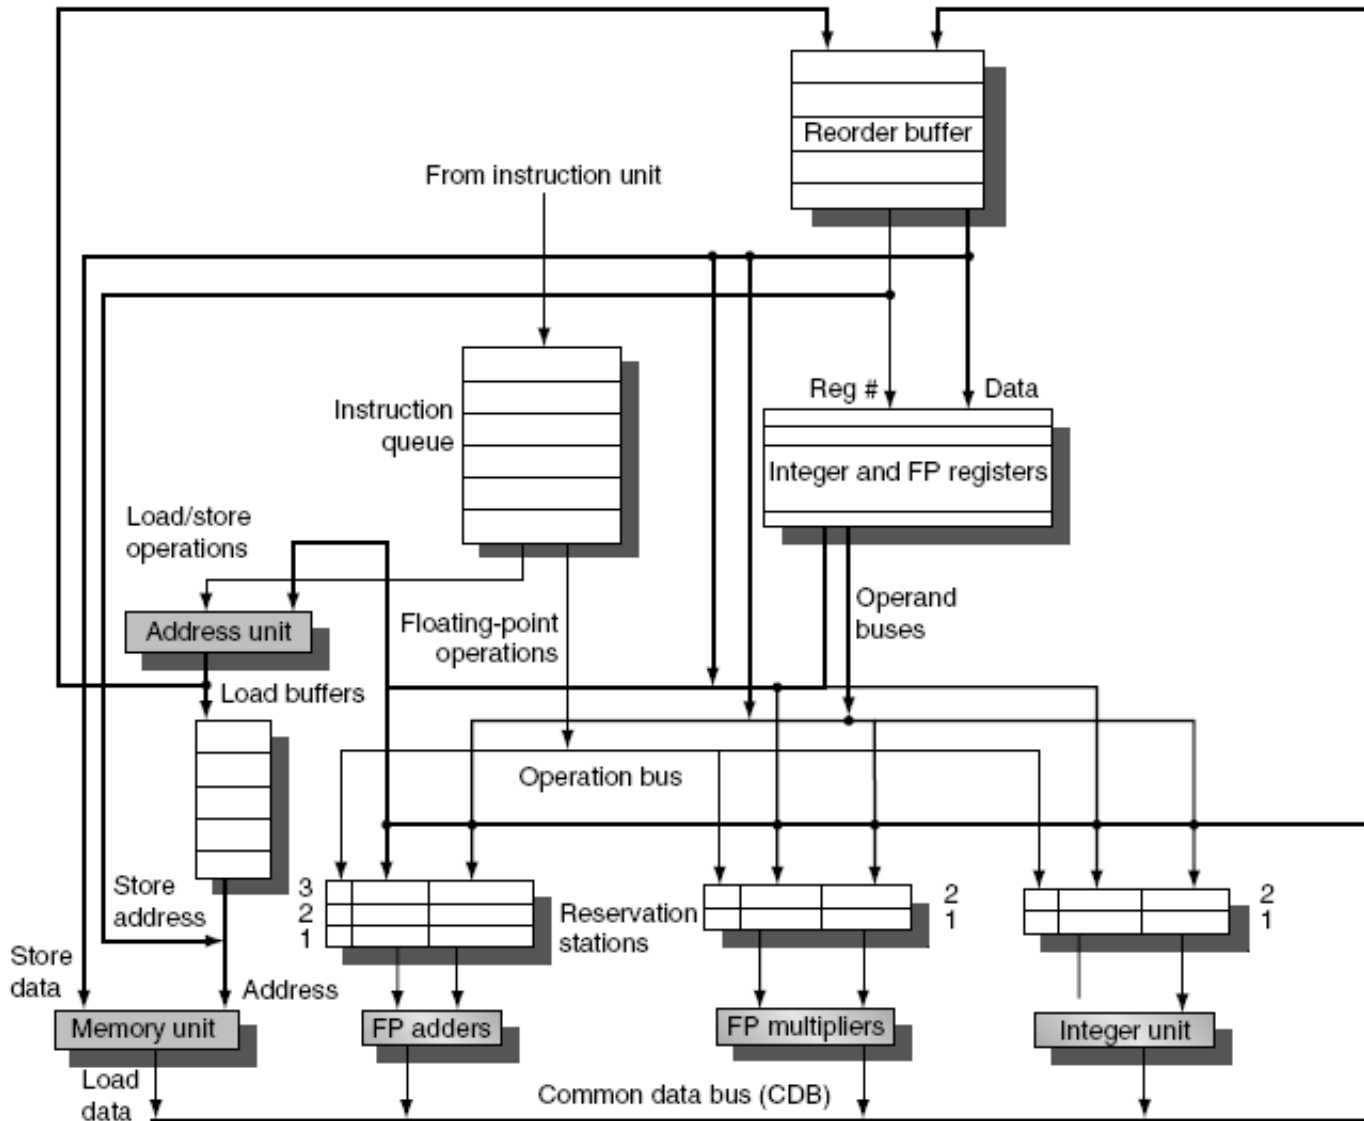 Reorder buffer
From instruction unit
Reg #
Data
Instruction
queue
Integer and FP registers
Load/store
operations
Operand
buses
Address unit
Floating-point
operations
Load buffers
Operation bus
Store
address
3
2
1
Reservation
stations
2
1
2
1
Store
data
Address
Memory unit
FP adders
FP multipliers
Integer unit
Load
data
Common data bus (CDB)